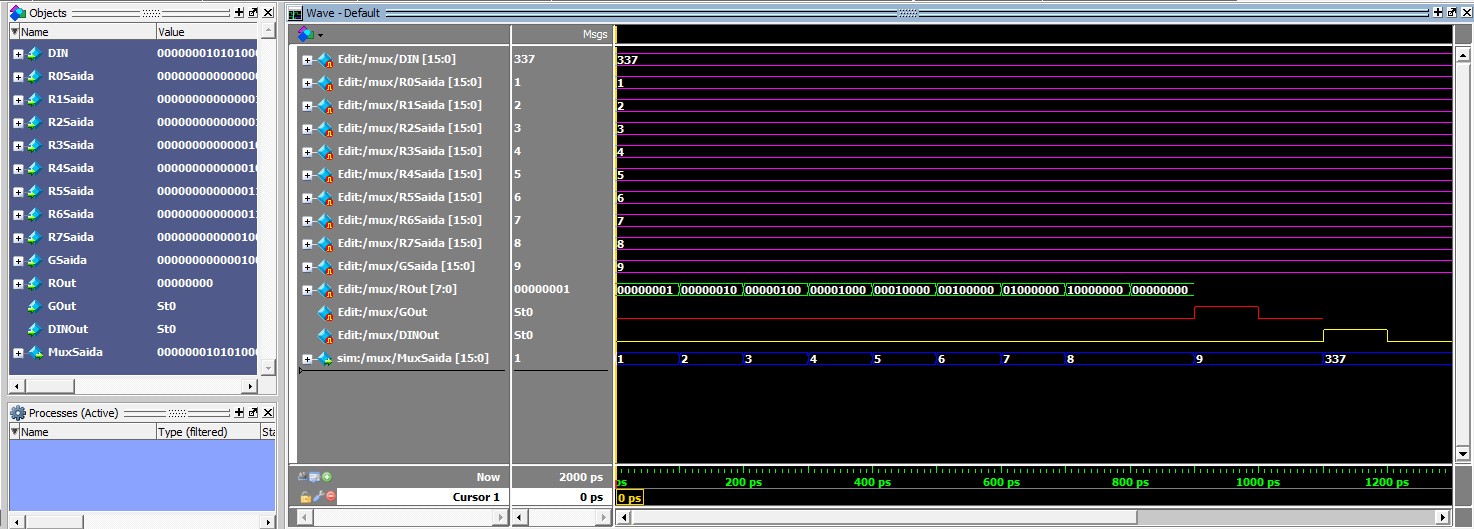 Objects
Name Value
DIN 0000000101010​00
R0Saida 000000000000000
R1Saida 000000000000001
R2Saida 000000000000001
R3Saida 000000000000010
R4Saida 000000000000010
R5Saida 000000000000011
R6Saida 000000000000011
R7Saida 000000000000100
GSaida 000000000000100
ROut 00000000
GOut St0
DINOut St0
MuxSaida 000000010101000
Processes (Active)
Name Type (filtered) Sta
Wave - Default
Msgs
Edit:/mux/DIN [15:0] 337 337
Edit:/mux/R0Saida [15:0] 1 1
Edit:/mux/R1Saida [15:0] 2 2
Edit:/mux/R2Saida [15:0] 3 3
Edit:/mux/R3Saida [15:0] 4 4
Edit:/mux/R4Saida [15:0] 5 5
Edit:/mux/R5Saida [15:0] 6 6
Edit:/mux/R6Saida [15:0] 7 7
Edit:/mux/R7Saida [15:0] 8 8
Edit:/mux/GSaida [15:0] 9 9
Edit:/mux/ROut [7:0] 00000001 00000001 00000010 00000100 00001000 00010000 00100000 01000000 10000000 00000000
Edit:/mux/GOut St0
Edit:/mux/DINOut St0
sim:/mux/MuxSaida [15:0] 1 1 2 3 4 5 6 7 8 9 337
Now 2000 ps ps 200 ps 400 ps 600 ps 800 ps 1000 ps 1200 ps
Cursor 1 0 ps 0 ps